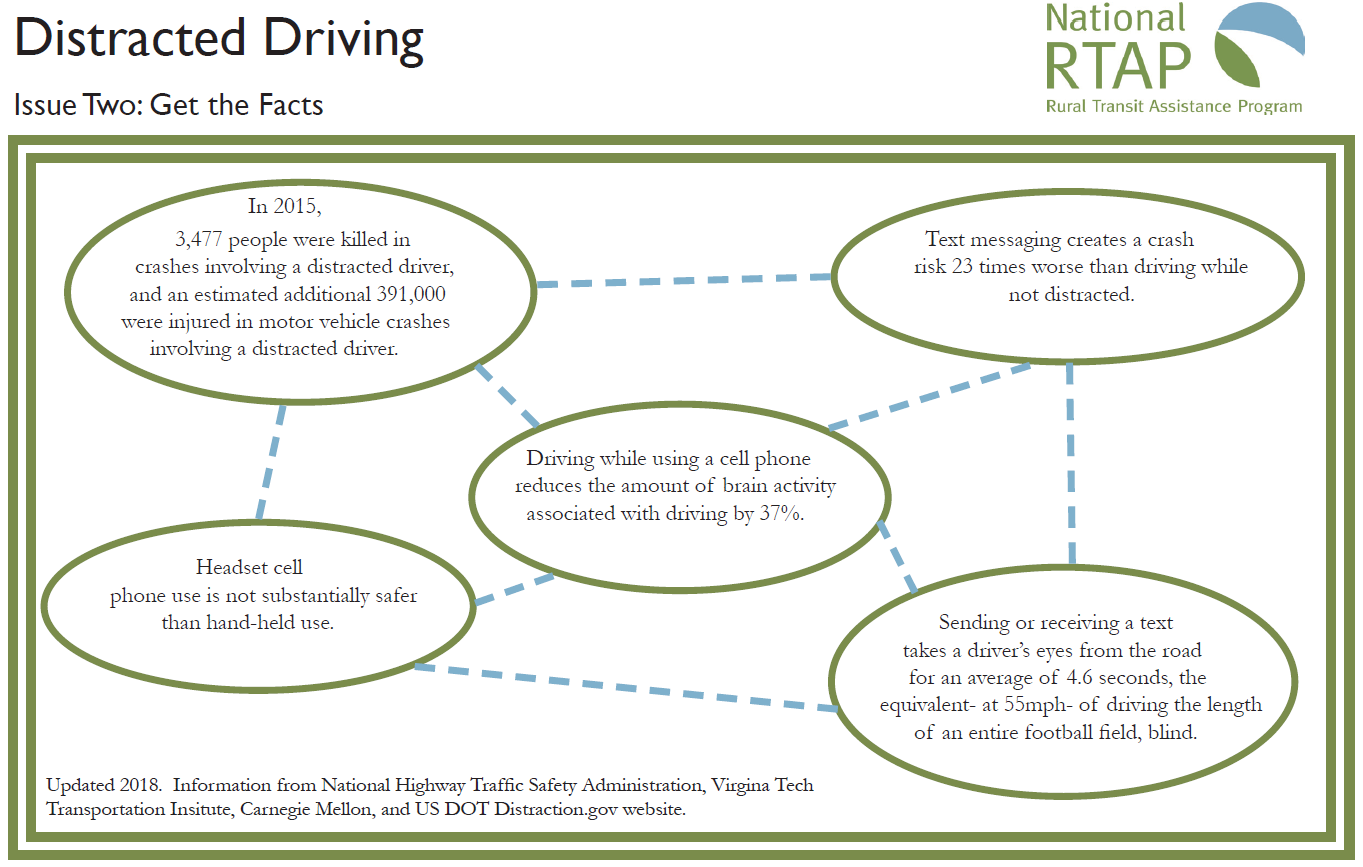 Distracted Driving
Issue Two: Get the Facts
National
RTAP
Rural Transit Assistance Program
In 2015,
3,477 people were killed in
crashes involving a distracted driver,
and an estimated additional 391,000
were injured in motor vehicle crashes
involving a distracted driver.
Text messaging creates a crash
risk 23 times worse than driving while
not distracted.
Driving while using a cell phone
reduces the amount of brain activity
associated with driving by 37%.
Headset cell
phone use is not substantially safer
than hand-held use.
Sending or receiving a text
takes a driver's eyes from the road
for an average of 4.6 seconds, the
equivalent- at 55mph- of driving the length
of an entire football field, blind.
Updated 2018. Information from National Highway Traffic Safety Administration, Virgina Tech
Transportation Insitute, Carnegie Mellon, and US DOT Distraction.gov website.